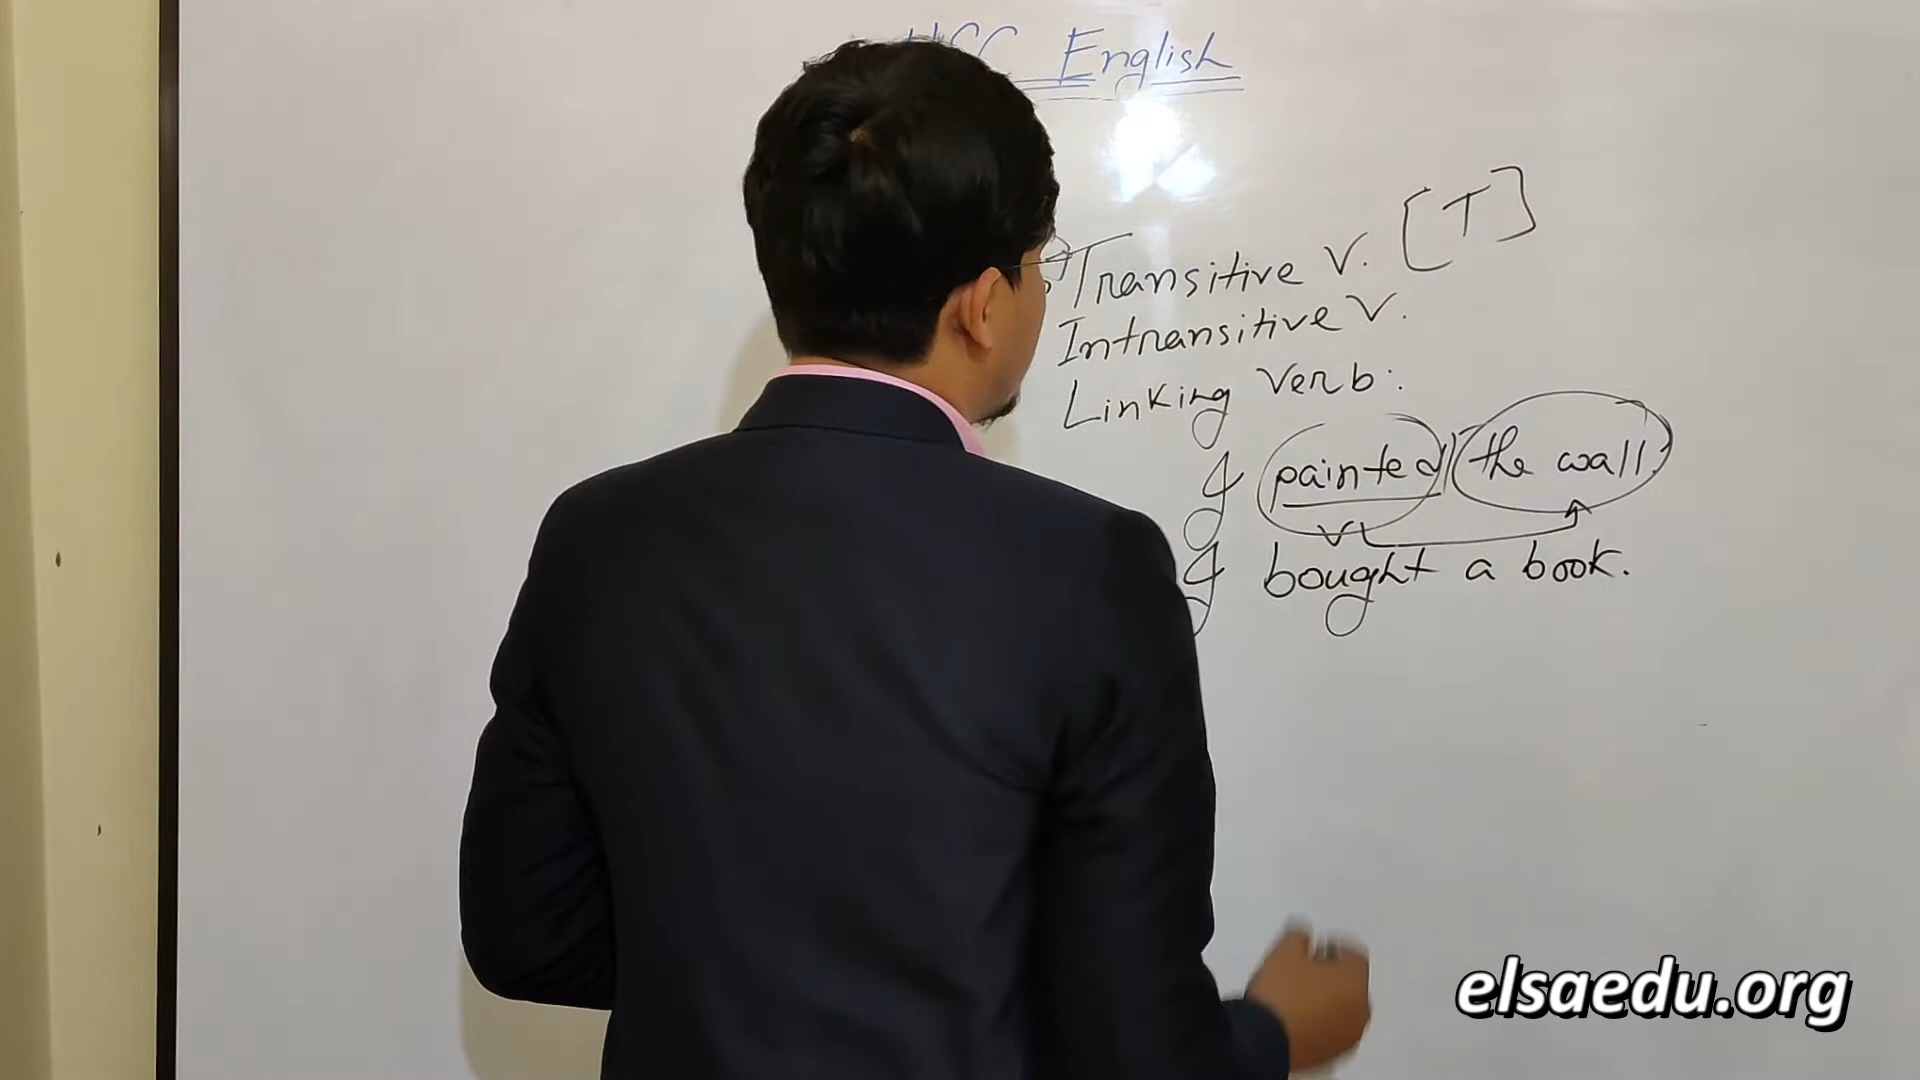 HSC English
Transitive V. [T]
Intransitive V.
Linking Verb.
I painted the wall.
V
I bought a book.
elsaedu.org